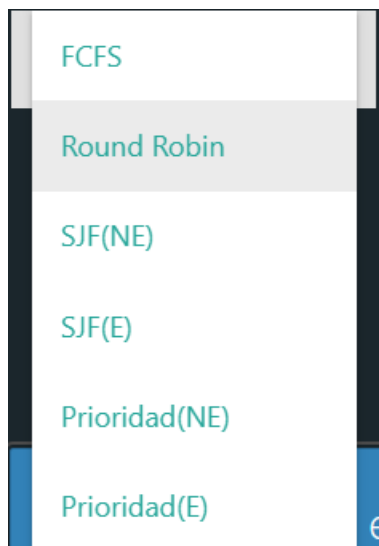 FCFS
Round Robin
SJF(NE)
SJF(E)
Prioridad(NE)
Prioridad(E)